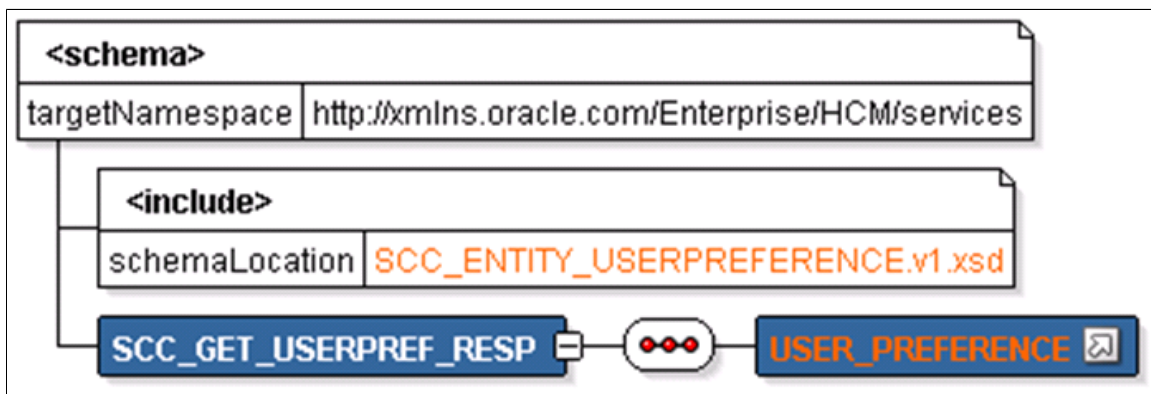 <schema>
targetNamespace http://xmlns.oracle.com/Enterprise/HCM/services
<include>
schemaLocation SCC_ENTITY_USERPREFERENCE.v1.xsd
SCC_GET_USERPREF_RESP USER_PREFERENCE